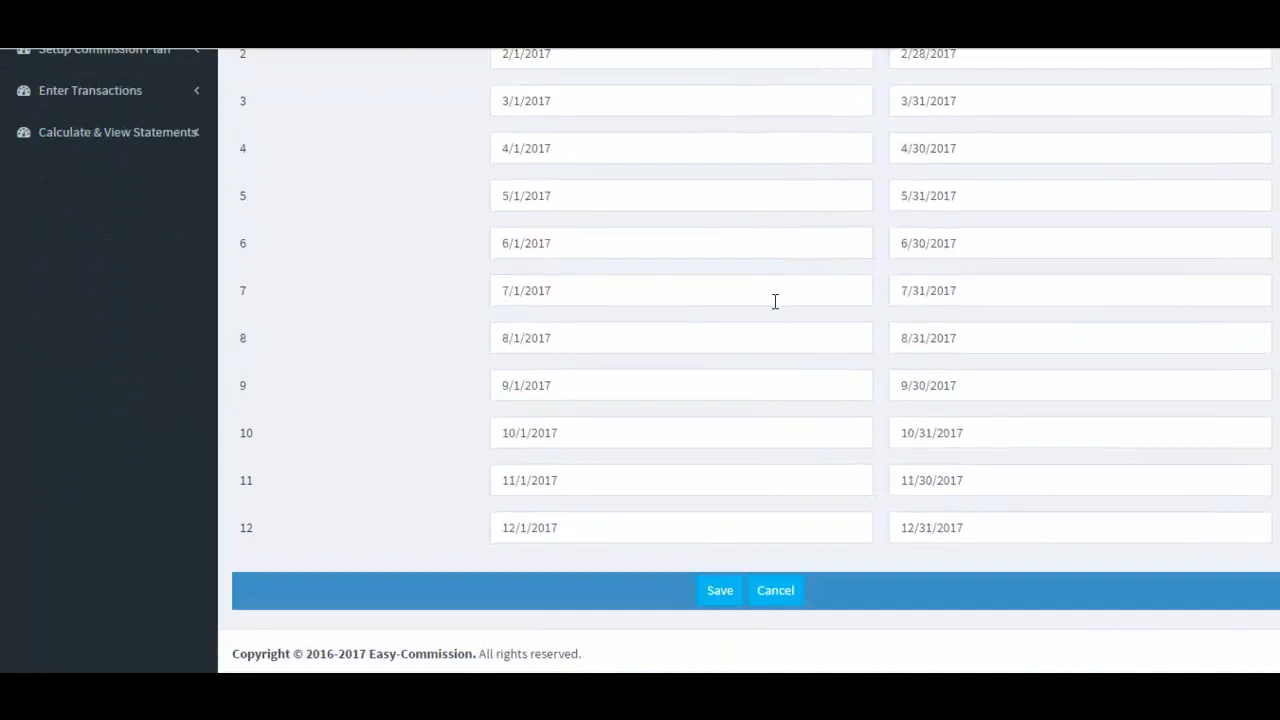 Setup Commission Plan
2 2/1/2017 2/28/2017
Enter Transactions
3 3/1/2017 3/31/2017
Calculate & View Statements
4 4/1/2017 4/30/2017
5 5/1/2017 5/31/2017
6 6/1/2017 6/30/2017
7 7/1/2017 7/31/2017
8 8/1/2017 8/31/2017
9 9/1/2017 9/30/2017
10 10/1/2017 10/31/2017
11 11/1/2017 11/30/2017
12 12/1/2017 12/31/2017
Save Cancel
Copyright © 2016-2017 Easy-Commission. All rights reserved.